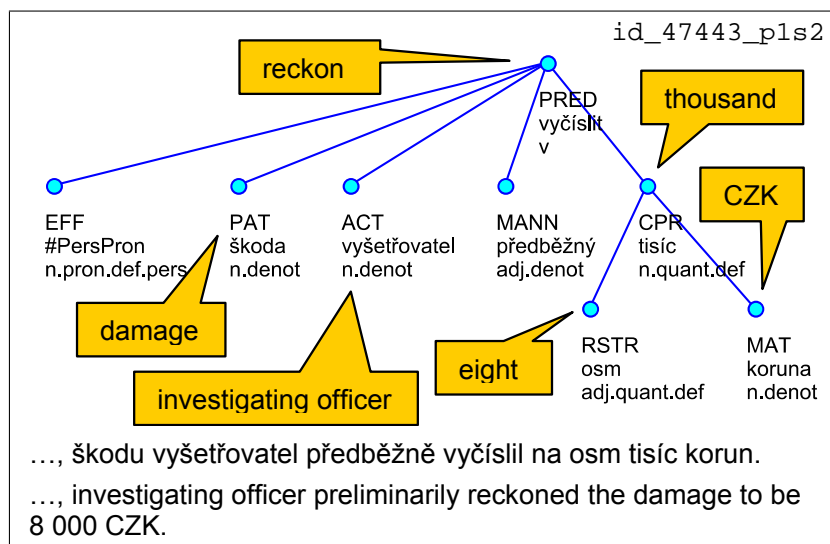 id_47443_p1s2
reckon
PRED
vyčíslit
v
thousand
CZK
EFF
#PersPron
n.pron.def.pers
PAT
škoda
n.denot
ACT
vyšetřovatel
n.denot
MANN
předběžný
adj.denot
CPR
tisíc
n.quant.def
damage
investigating officer
eight
RSTR
osm
adj.quant.def
MAT
koruna
n.denot
…, škodu vyšetřovatel předběžně vyčíslil na osm tisíc korun.
…, investigating officer preliminarily reckoned the damage to be
8 000 CZK.